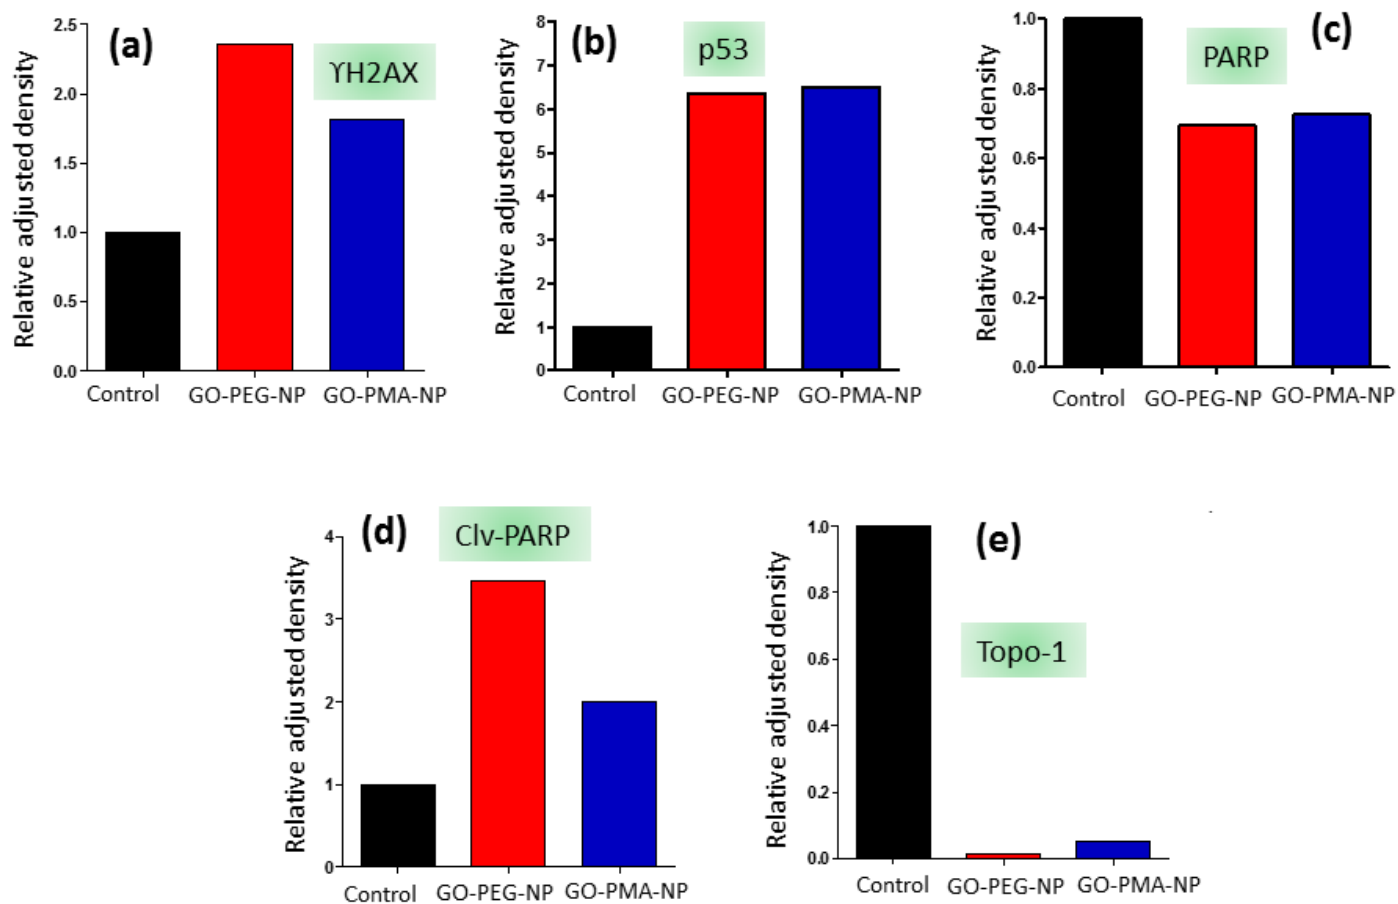 (a)
ϒH2AX
Relative adjusted density
2.5
2.0
1.5
1.0
0.5
0.0
Control
GO-PEG-NP
GO-PMA-NP
(b)
p53
Relative adjusted density
8
7
6
5
4
3
2
1
0
Control
GO-PEG-NP
GO-PMA-NP
(c)
PARP
Relative adjusted density
1.0
0.8
0.6
0.4
0.2
0.0
Control
GO-PEG-NP
GO-PMA-NP
(d)
Clv-PARP
Relative adjusted density
4
3
2
1
0
Control
GO-PEG-NP
GO-PMA-NP
(e)
Topo-1
Relative adjusted density
1.0
0.8
0.6
0.4
0.2
0.0
Control
GO-PEG-NP
GO-PMA-NP